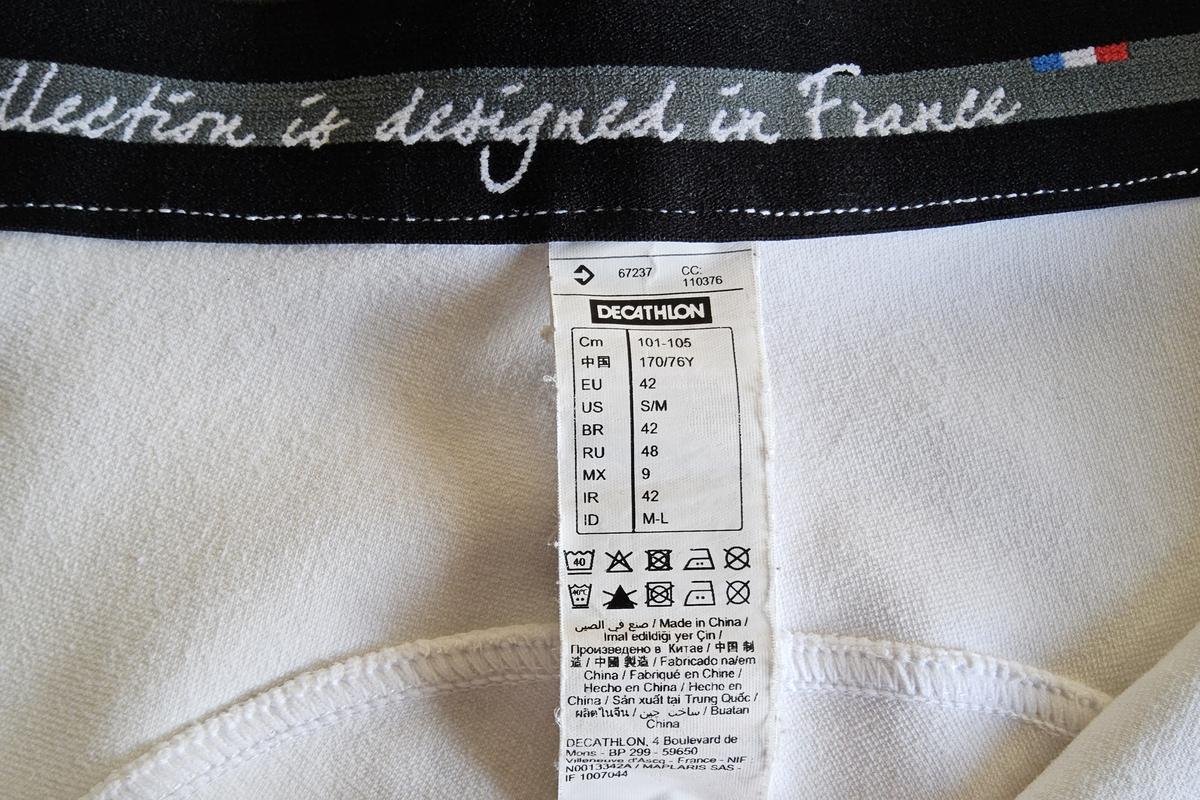 llection is designed in France
67237 CC: 110376
DECATHLON
Cm 101-105
中国 170/76Y
EU 42
US S/M
BR 42
RU 48
MX 9
IR 42
ID M-L
40
40°C
صنع في الصين / Made in China /
İmal edildiği yer Çin /
Произведено в Китае / 中国 制
造 / 中國 製造 / Fabricado na/em
China / Fabriqué en Chine /
Hecho en China / Hecho en
China / Sản xuất tại Trung Quốc /
ผลิตในจีน / ساخت چین / Buatan
China
DECATHLON, 4 Boulevard de
Mons - BP 299 - 59650
Villeneuve d'Ascq - France - NIF
N0013342A / MAPLARIS SAS -
IF 1007044